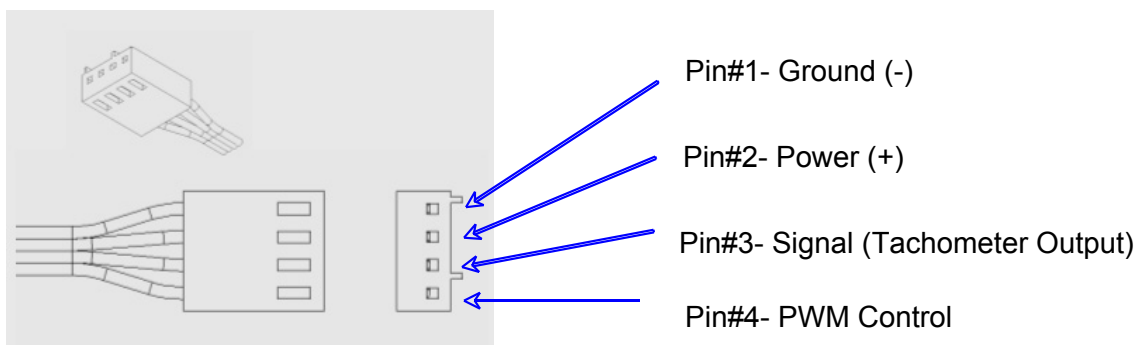 Pin#1- Ground (-)
Pin#2- Power (+)
Pin#3- Signal (Tachometer Output)
Pin#4- PWM Control